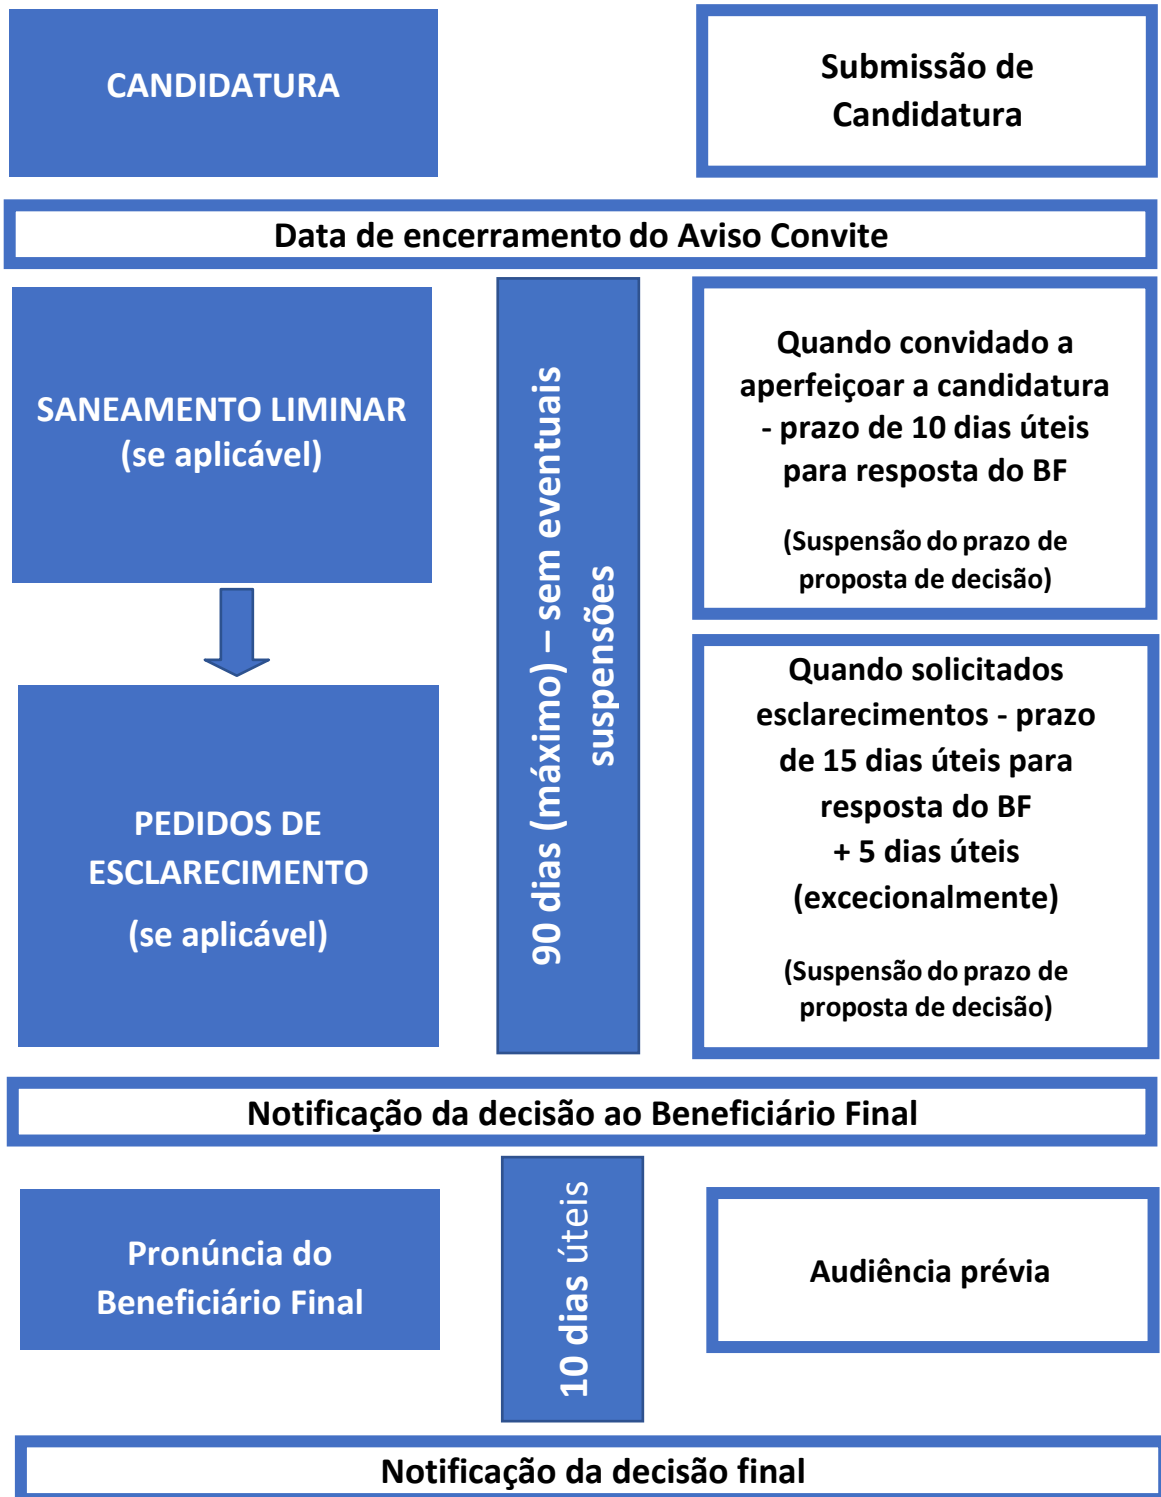 CANDIDATURA
Submissão de
Candidatura
Data de encerramento do Aviso Convite
SANEAMENTO LIMINAR
(se aplicável)
90 dias (máximo) – sem eventuais
suspensões
Quando convidado a
aperfeiçoar a candidatura
- prazo de 10 dias úteis
para resposta do BF
(Suspensão do prazo de
proposta de decisão)
PEDIDOS DE
ESCLARECIMENTO
(se aplicável)
Quando solicitados
esclarecimentos - prazo
de 15 dias úteis para
resposta do BF
+ 5 dias úteis
(excecionalmente)
(Suspensão do prazo de
proposta de decisão)
Notificação da decisão ao Beneficiário Final
Pronúncia do
Beneficiário Final
10 dias úteis
Audiência prévia
Notificação da decisão final